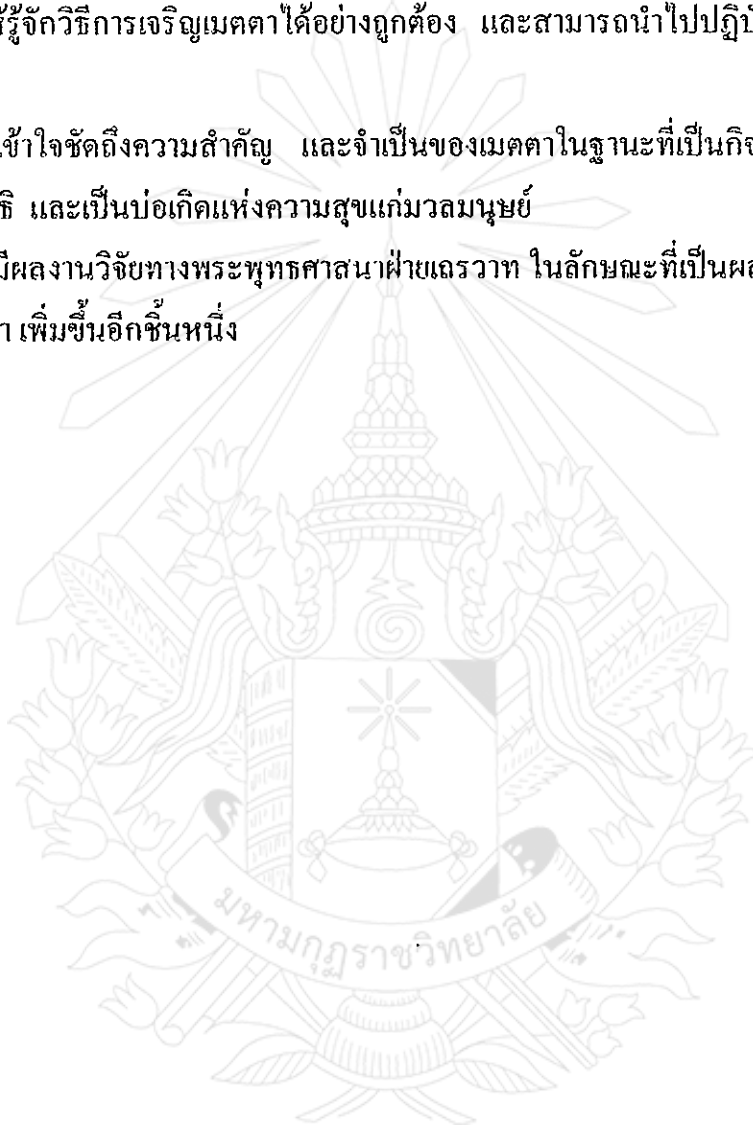 รู้จักวิธีการเจริญเมตตาได้อย่างถูกต้อง และสามารถนำไปปฏิบั
เข้าใจชัดถึงความสำคัญ และจำเป็นของเมตตาในฐานะที่เป็นกิจ
ธิ และเป็นบ่อเกิดแห่งความสุขแก่มวลมนุษย์
มีผลงานวิจัยทางพระพุทธศาสนาฝ่ายเถรวาท ในลักษณะที่เป็นผล
เพิ่มขึ้นอีกชิ้นหนึ่ง
มหามกุฏราชวิทยาลัย